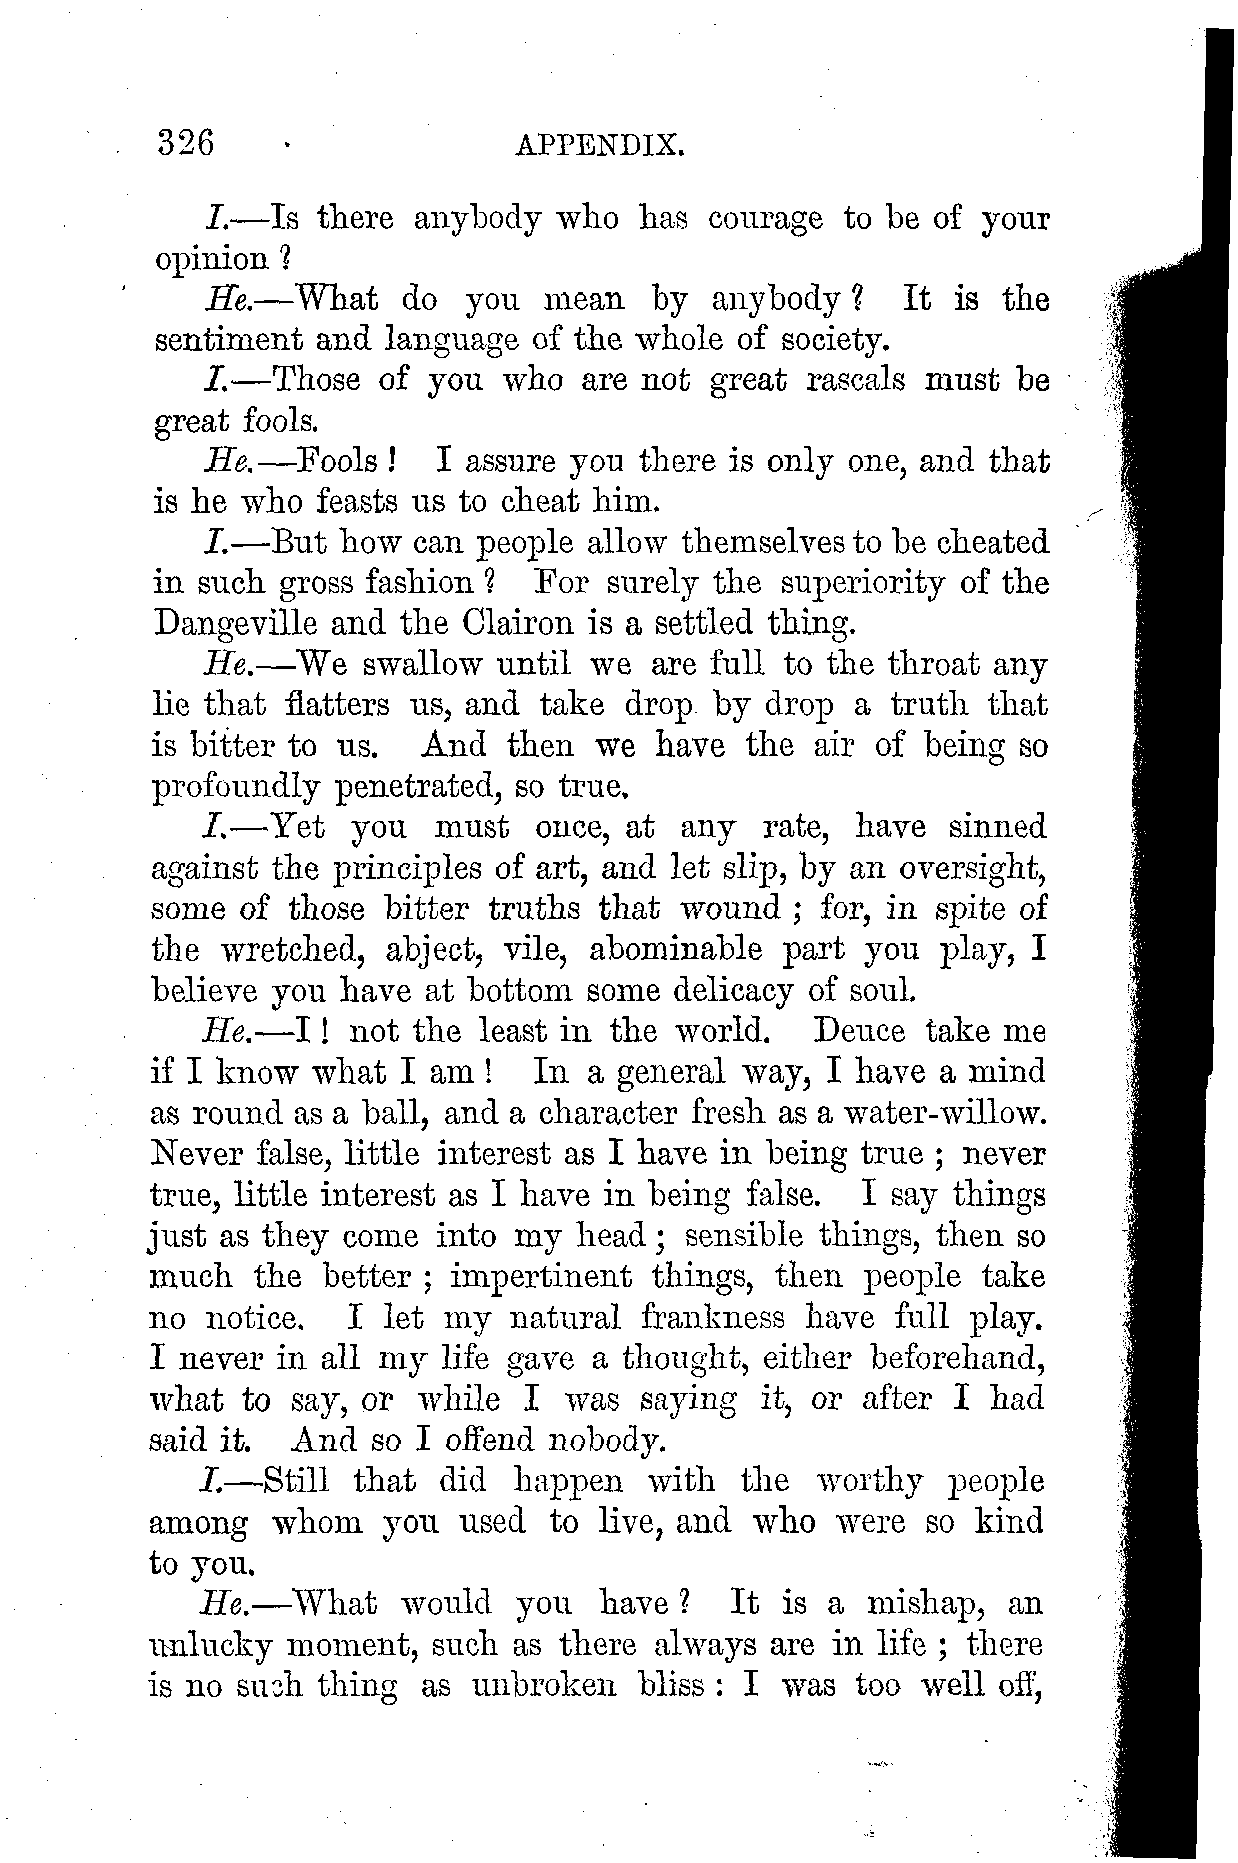 326 APPENDIX.
I.—Is there anybody who has courage to be of your
opinion ?
He.—What do you mean by anybody ? It is the
sentiment and language of the whole of society.
I.—Those of you who are not great rascals must be
great fools.
He.—Fools ! I assure you there is only one, and that
is he who feasts us to cheat him.
I.—But how can people allow themselves to be cheated
in such gross fashion ? For surely the superiority of the
Dangeville and the Clairon is a settled thing.
He.—We swallow until we are full to the throat any
lie that flatters us, and take drop by drop a truth that
is bitter to us. And then we have the air of being so
profoundly penetrated, so true.
I.—Yet you must once, at any rate, have sinned
against the principles of art, and let slip, by an oversight,
some of those bitter truths that wound ; for, in spite of
the wretched, abject, vile, abominable part you play, I
believe you have at bottom some delicacy of soul.
He.—I ! not the least in the world. Deuce take me
if I know what I am ! In a general way, I have a mind
as round as a ball, and a character fresh as a water-willow.
Never false, little interest as I have in being true ; never
true, little interest as I have in being false. I say things
just as they come into my head ; sensible things, then so
much the better ; impertinent things, then people take
no notice. I let my natural frankness have full play.
I never in all my life gave a thought, either beforehand,
what to say, or while I was saying it, or after I had
said it. And so I offend nobody.
I.—Still that did happen with the worthy people
among whom you used to live, and who were so kind
to you.
He.—What would you have ? It is a mishap, an
unlucky moment, such as there always are in life ; there
is no such thing as unbroken bliss : I was too well off,